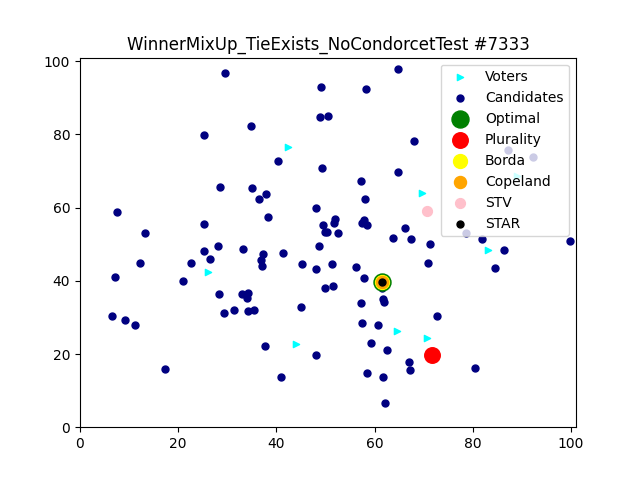 WinnerMixUp_TieExists_NoCondorcetTest #7333
100
80
60
40
20
0
0 20 40 60 80 100
Voters
Candidates
Optimal
Plurality
Borda
Copeland
STV
STAR